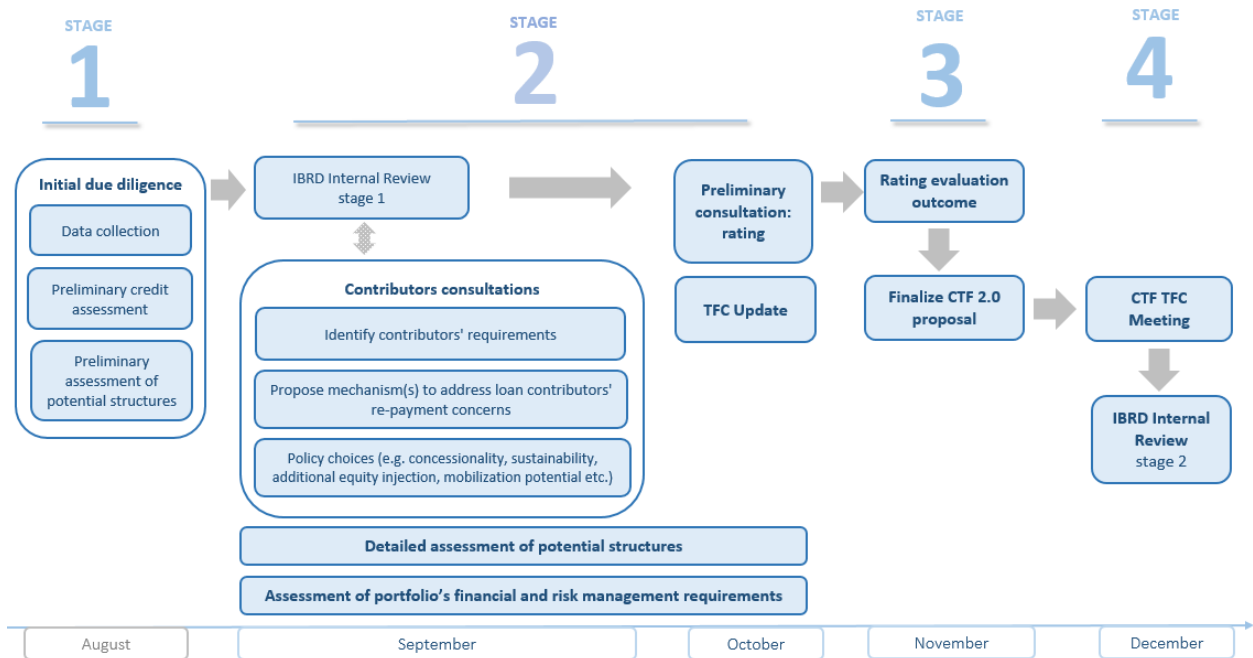 STAGE
1
STAGE
2
STAGE
3
STAGE
4
Initial due diligence
Data collection
Preliminary credit
assessment
Preliminary
assessment of
potential structures
IBRD Internal Review
stage 1
Contributors consultations
Identify contributors' requirements
Propose mechanism(s) to address loan contributors'
re-payment concerns
Policy choices (e.g. concessionality, sustainability,
additional equity injection, mobilization potential etc.)
Detailed assessment of potential structures
Assessment of portfolio’s financial and risk management requirements
Preliminary
consultation:
rating
TFC Update
Rating evaluation
outcome
Finalize CTF 2.0
proposal
CTF TFC
Meeting
IBRD Internal
Review
stage 2
August
September
October
November
December